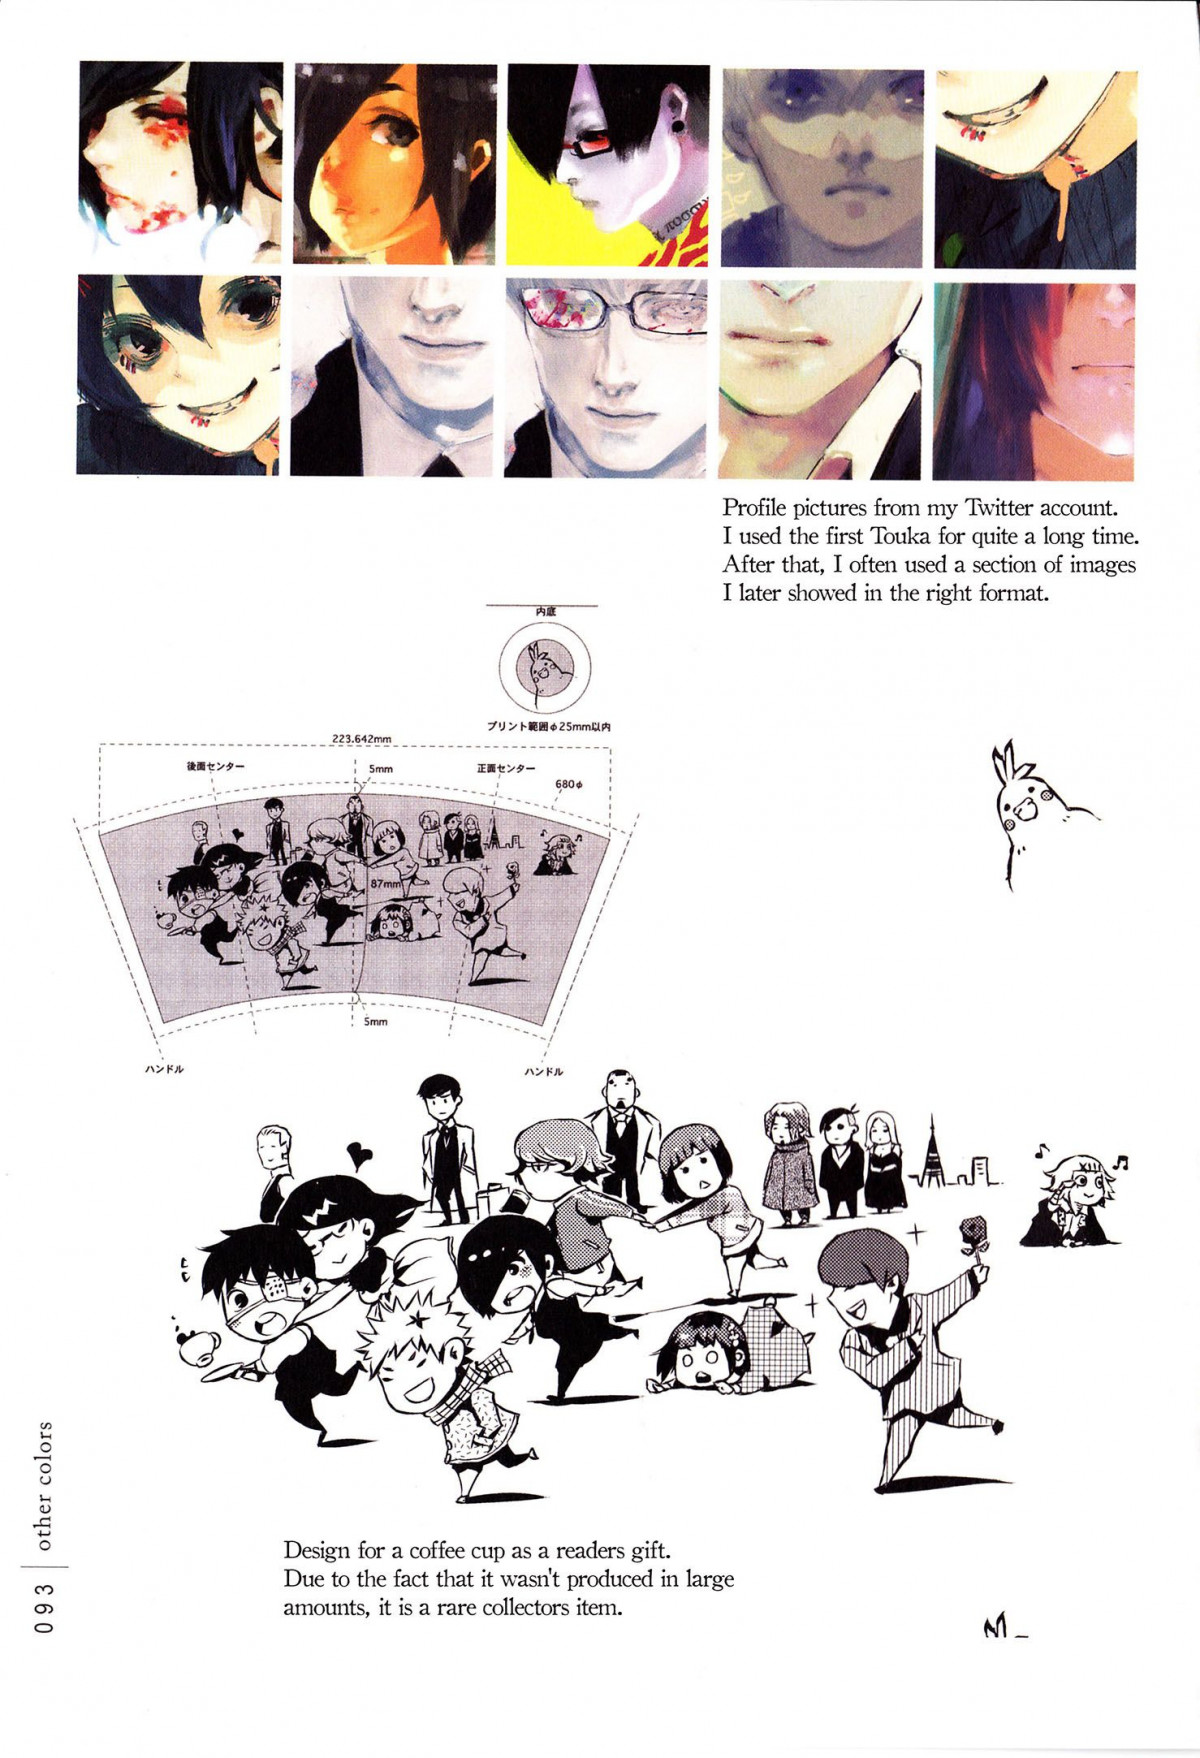 Profile pictures from my Twitter account.
I used the first Touka for quite a long time.
After that, I often used a section of images
I later showed in the right format.
内底
プリント範囲φ25mm以内
223.642mm
後面センター
5mm
正面センター
680φ
87mm
5mm
ハンドル
ハンドル
Design for a coffee cup as a readers gift.
Due to the fact that it wasn't produced in large
amounts, it is a rare collectors item.
other colors
093